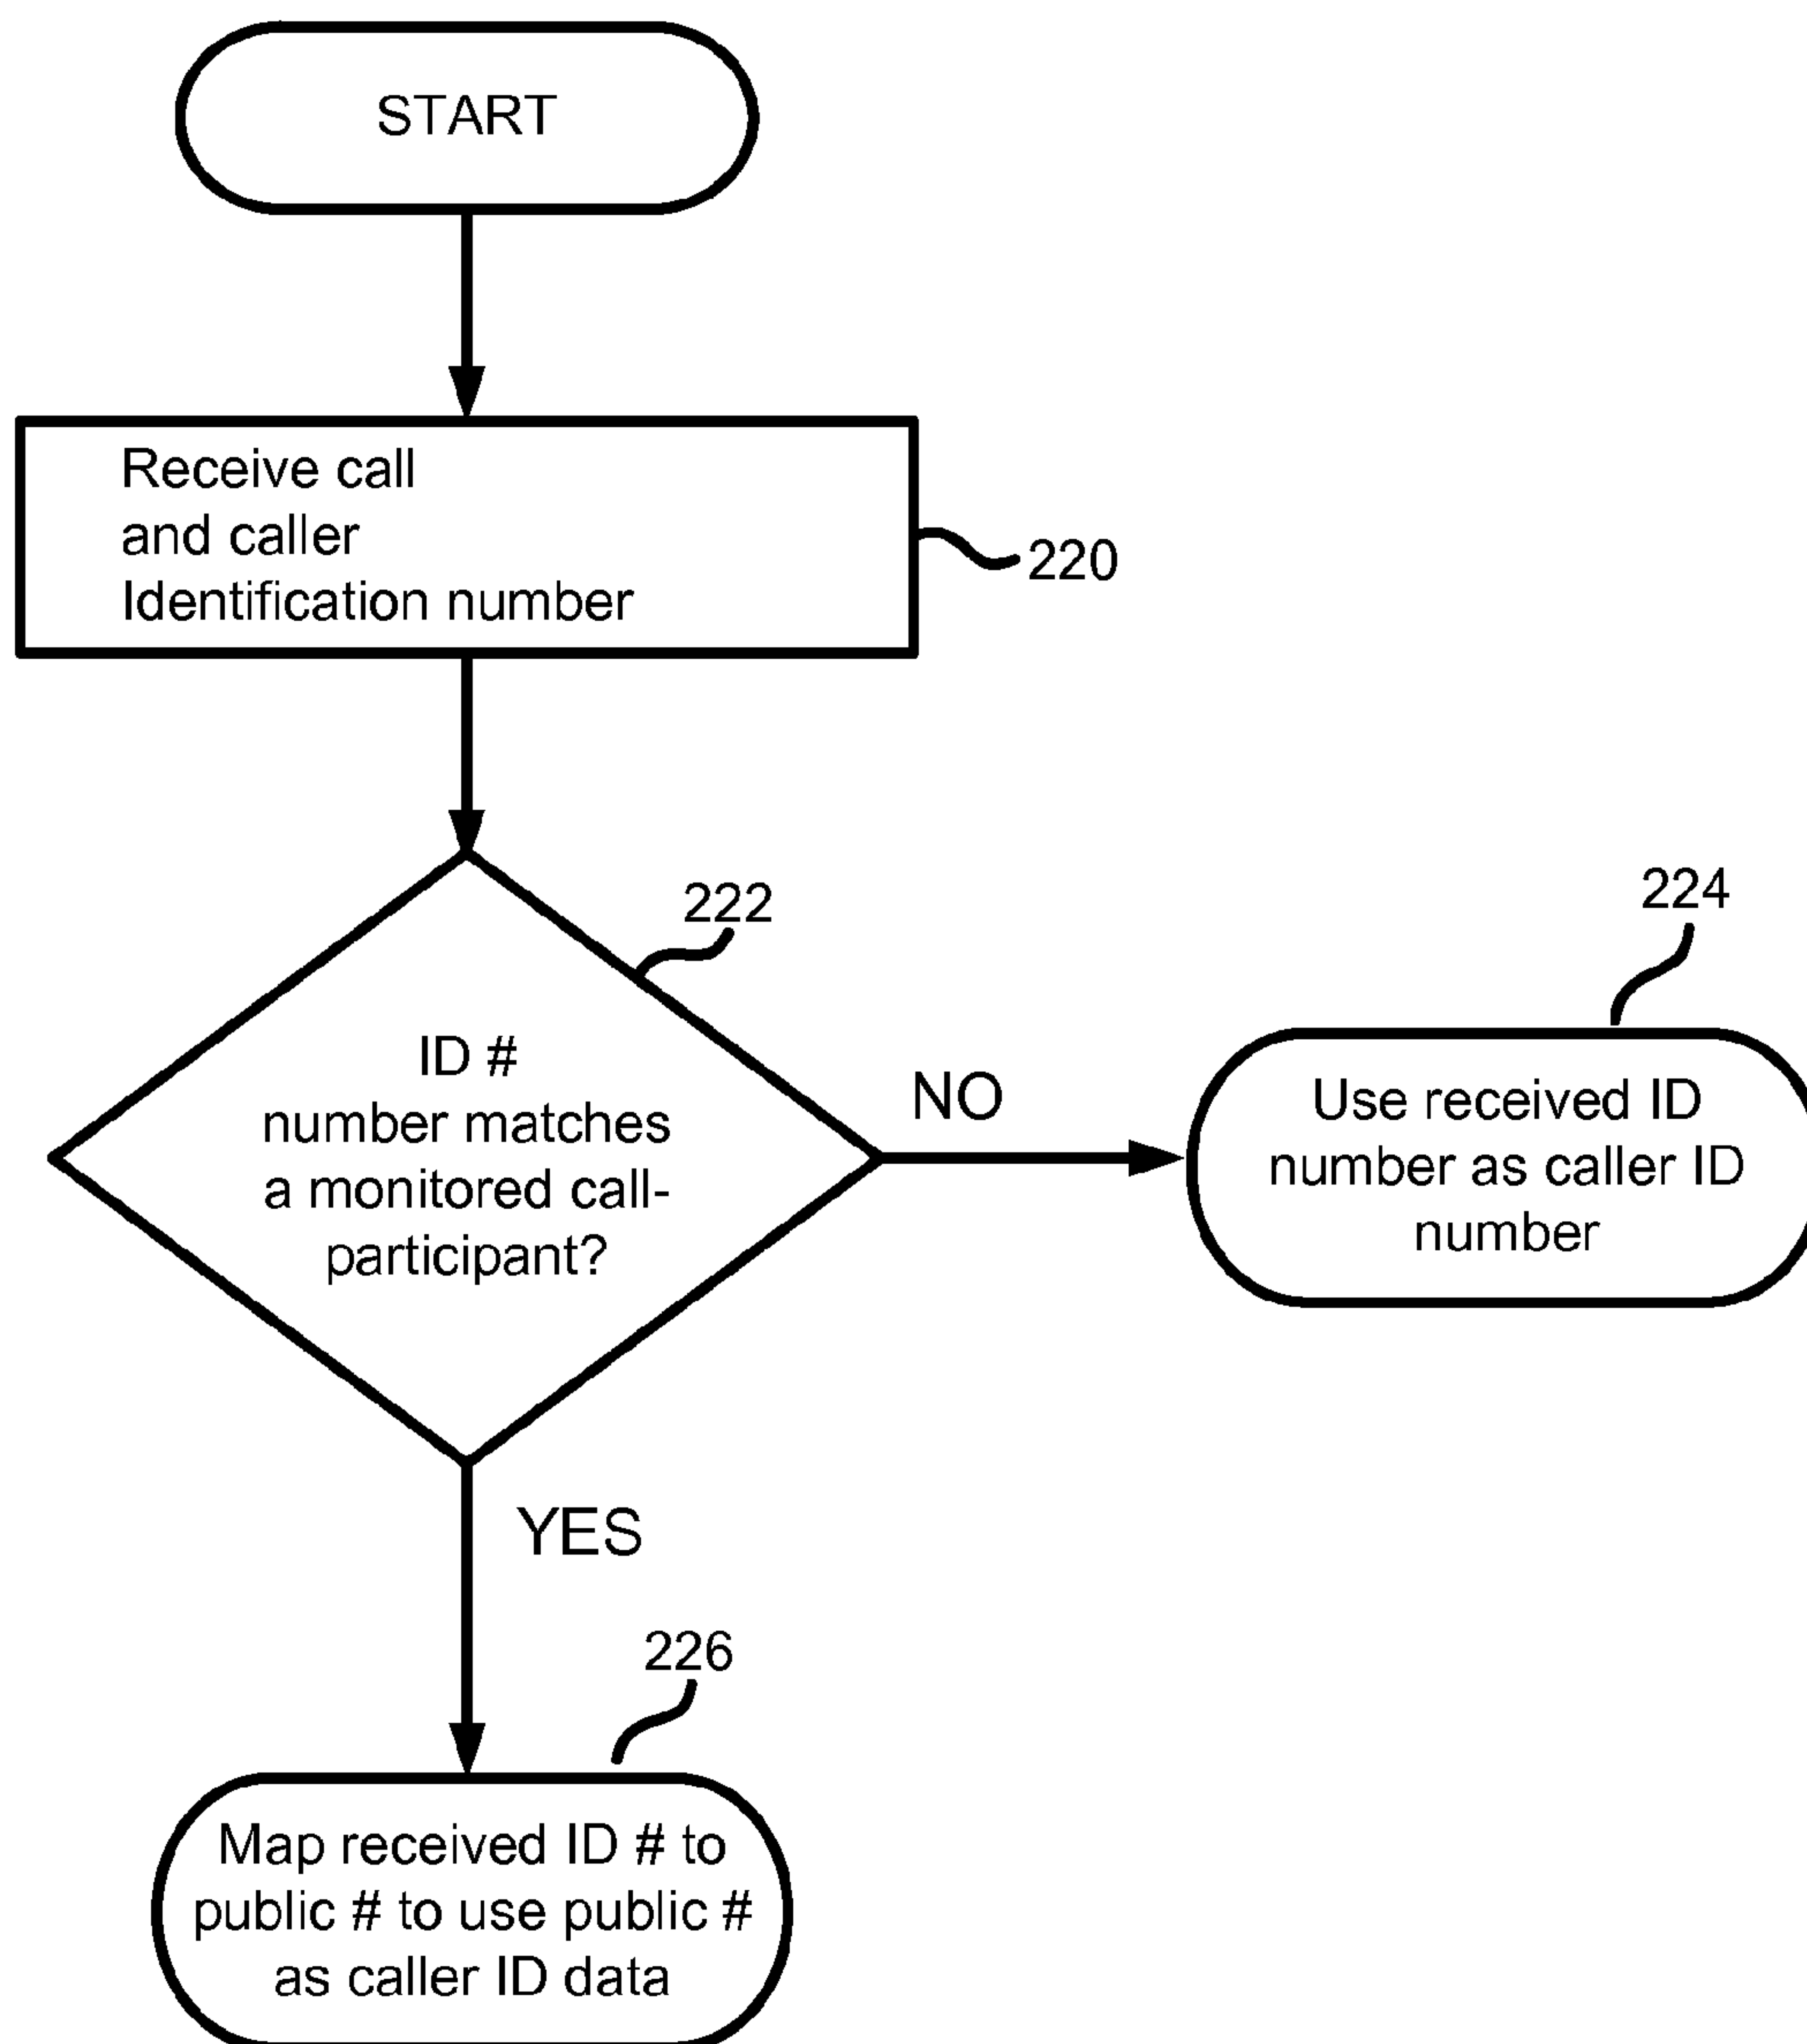 START
Receive call
and caller
Identification number
220
222
ID #
number matches
a monitored call-
participant?
NO
224
Use received ID
number as caller ID
number
YES
226
Map received ID # to
public # to use public #
as caller ID data